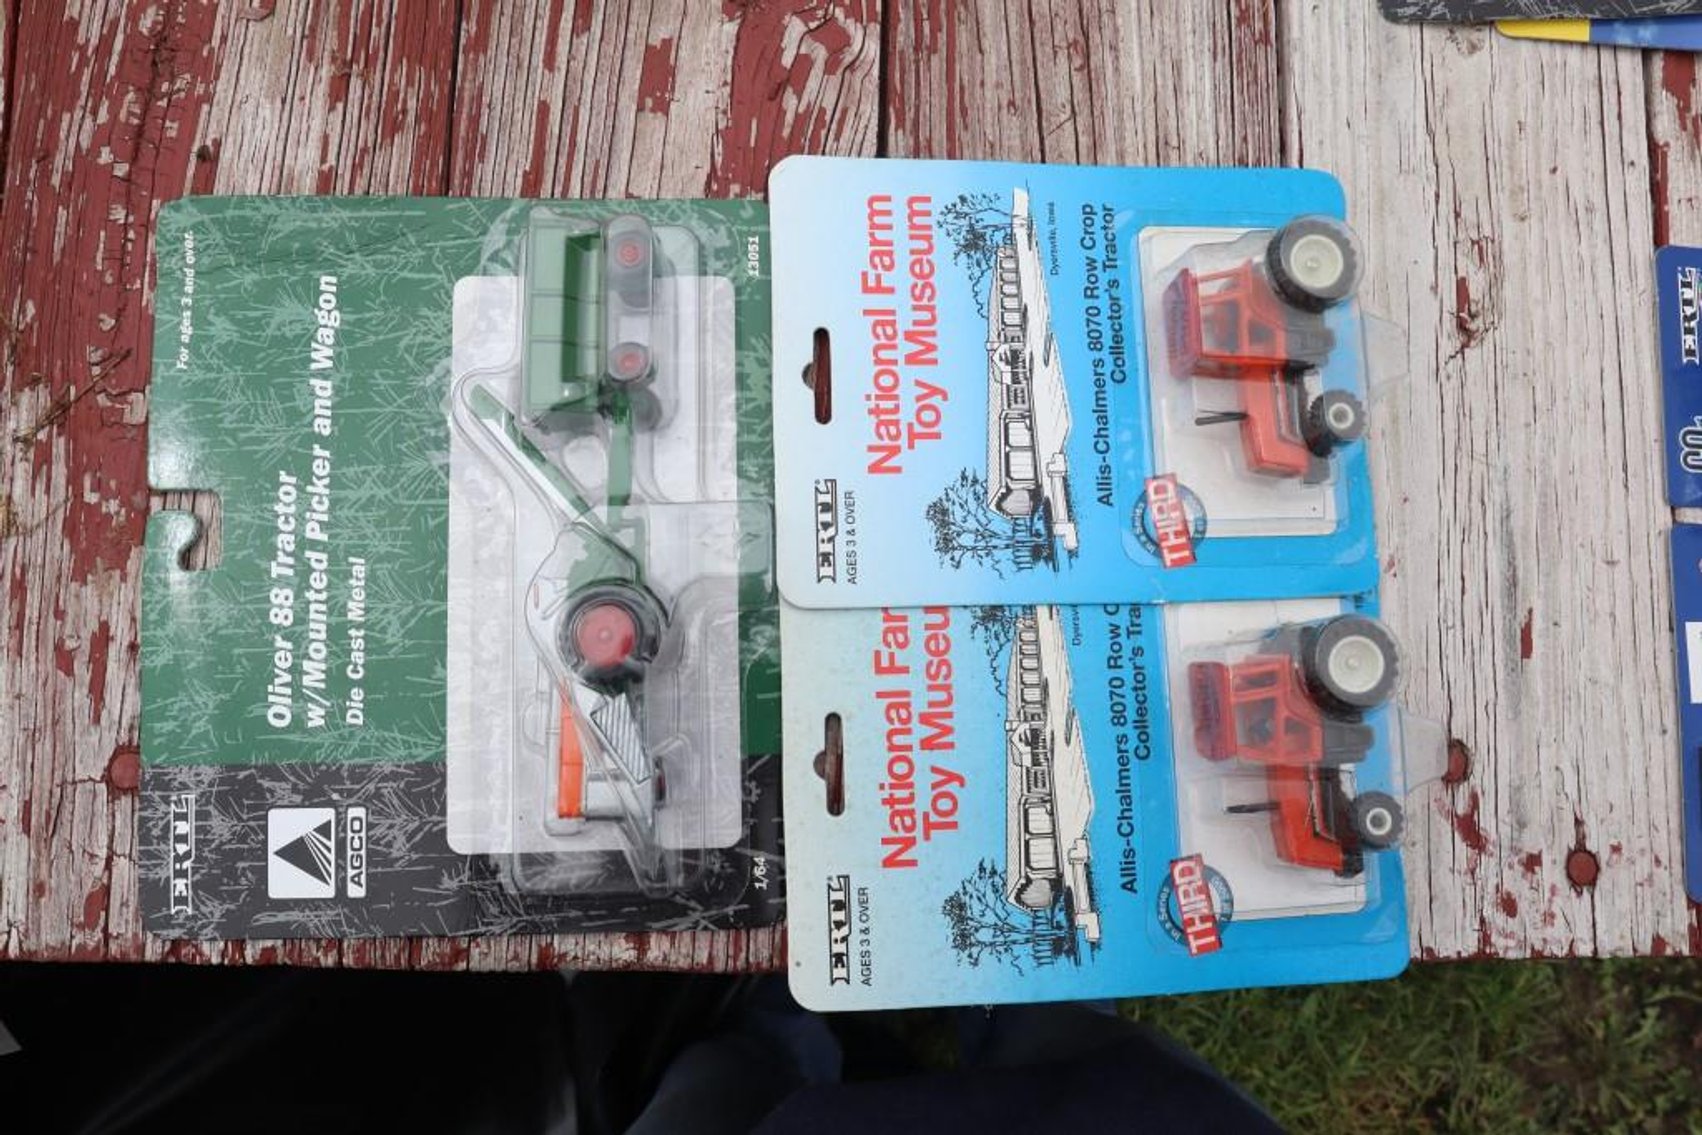 For ages 3 and over.
Oliver 88 Tractor
w/Mounted Picker and Wagon
Die Cast Metal
ERTL
AGCO
13051
1/64
National Farm
Toy Museum
Dyersville, Iowa
Allis-Chalmers 8070 Row Crop
Collector's Tractor
ERTL
AGES 3 & OVER
THIRD
National Far
Toy Museu
Dyersv
Allis-Chalmers 8070 Row C
Collector's Tra
ERTL
AGES 3 & OVER
THIRD
ERTL